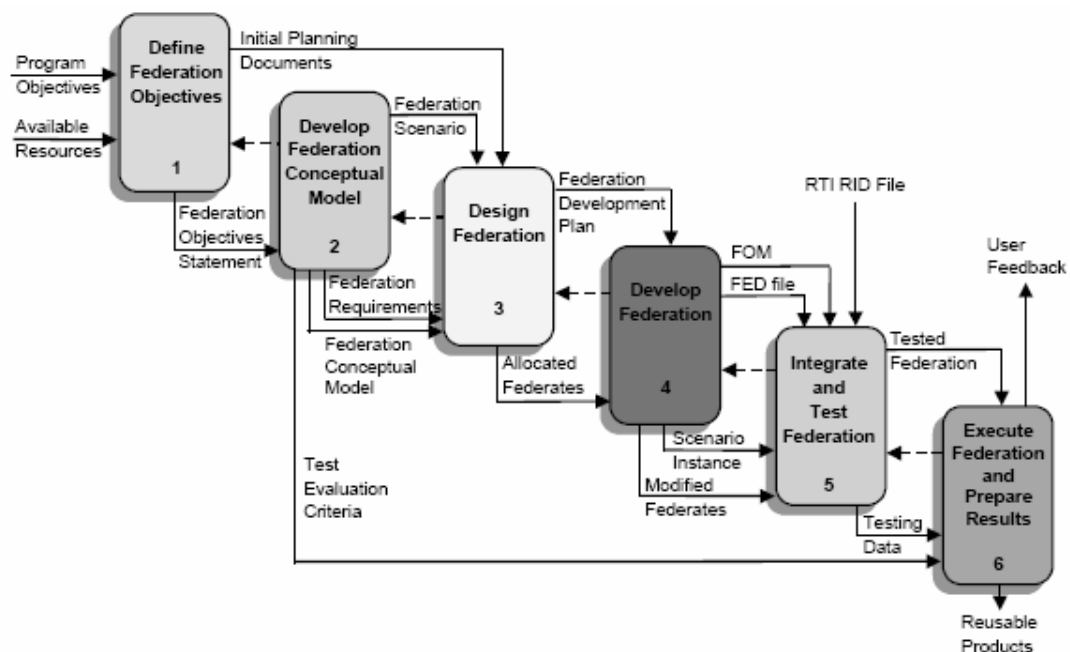 Define
Federation
Objectives
1
Program
Objectives
Available
Resources
Initial Planning
Documents
Develop
Federation
Conceptual
Model
2
Federation
Scenario
Federation
Objectives
Statement
Design
Federation
3
Federation
Requirements
Federation
Conceptual
Model
Federation
Development
Plan
Allocated
Federates
Develop
Federation
4
FOM
FED file
RTI RID File
User
Feedback
Integrate
and
Test
Federation
5
Tested
Federation
Scenario
Instance
Modified
Federates
Test
Evaluation
Criteria
Testing
Data
Execute
Federation
and
Prepare
Results
6
Reusable
Products